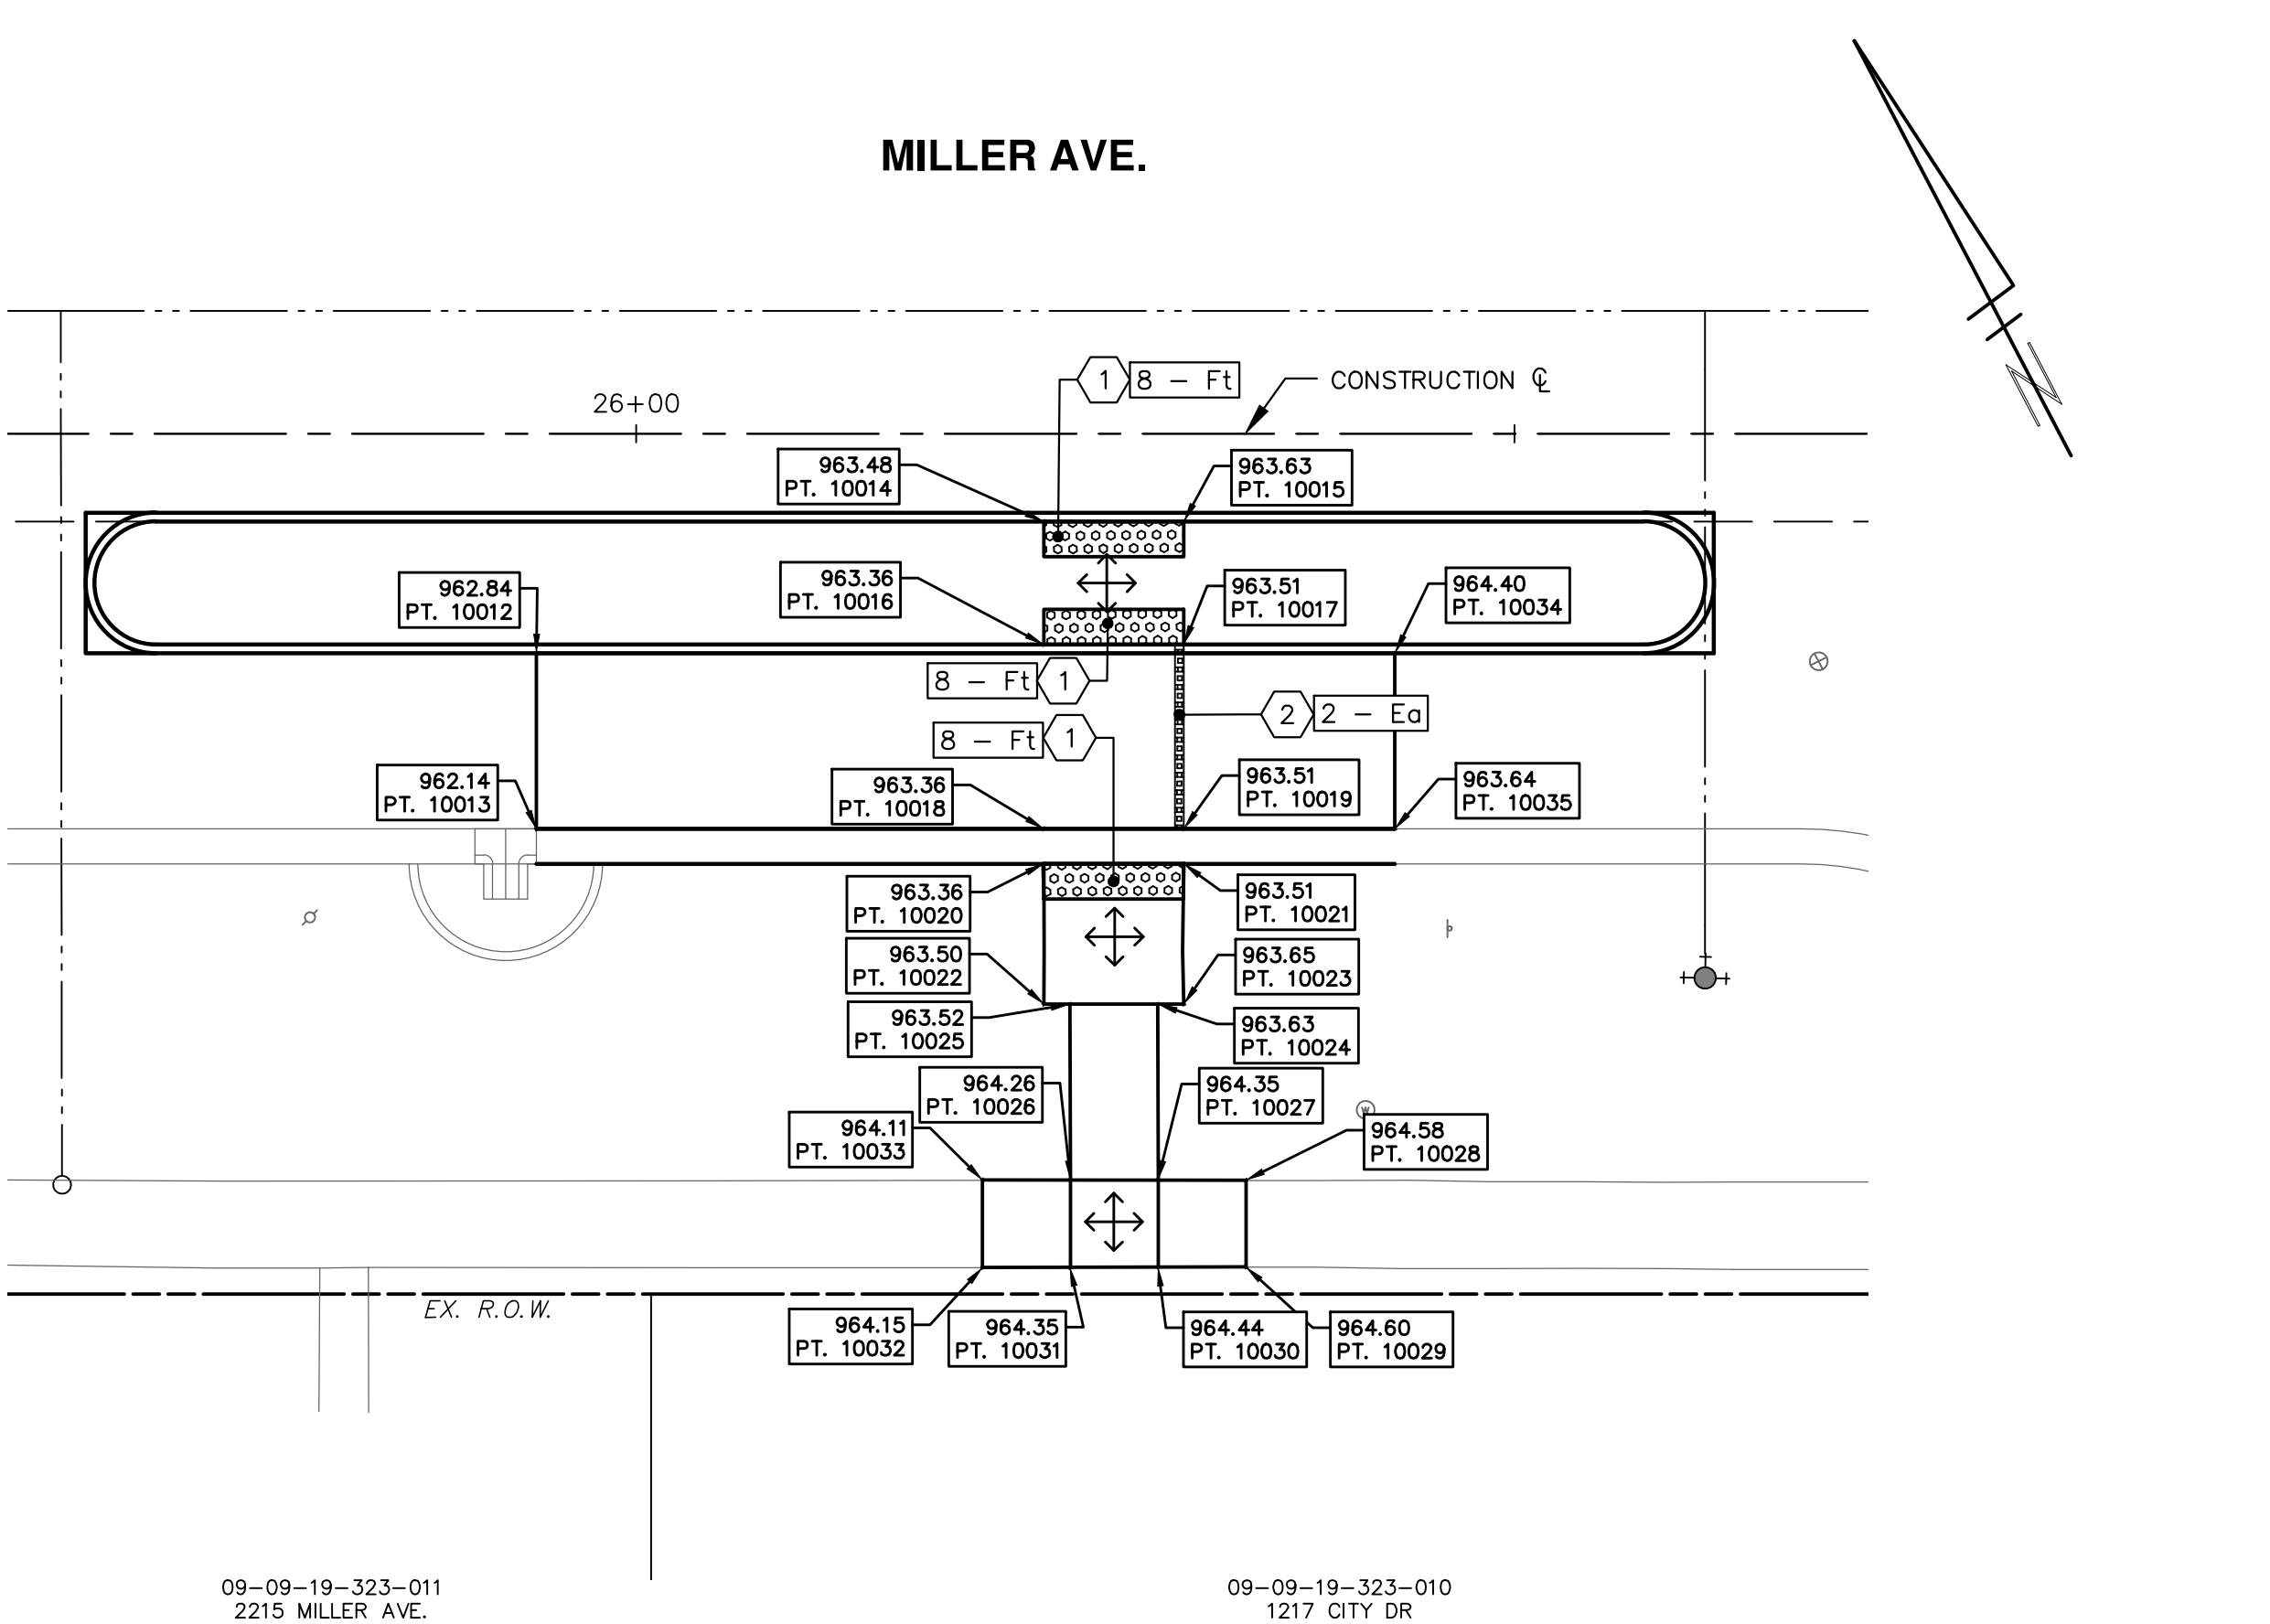 MILLER AVE.
1
8 - Ft
CONSTRUCTION ℄
26+00
963.48
PT. 10014
963.63
PT. 10015
N
963.36
PT. 10016
963.51
PT. 10017
964.40
PT. 10034
962.84
PT. 10012
8 - Ft
1
2
2 - Ea
8 - Ft
1
962.14
PT. 10013
963.36
PT. 10018
963.51
PT. 10019
963.64
PT. 10035
963.36
PT. 10020
963.51
PT. 10021
963.50
PT. 10022
963.65
PT. 10023
963.52
PT. 10025
963.63
PT. 10024
964.26
PT. 10026
964.35
PT. 10027
W
964.11
PT. 10033
964.58
PT. 10028
EX. R.O.W.
964.15
PT. 10032
964.35
PT. 10031
964.44
PT. 10030
964.60
PT. 10029
09-09-19-323-011
2215 MILLER AVE.
09-09-19-323-010
1217 CITY DR